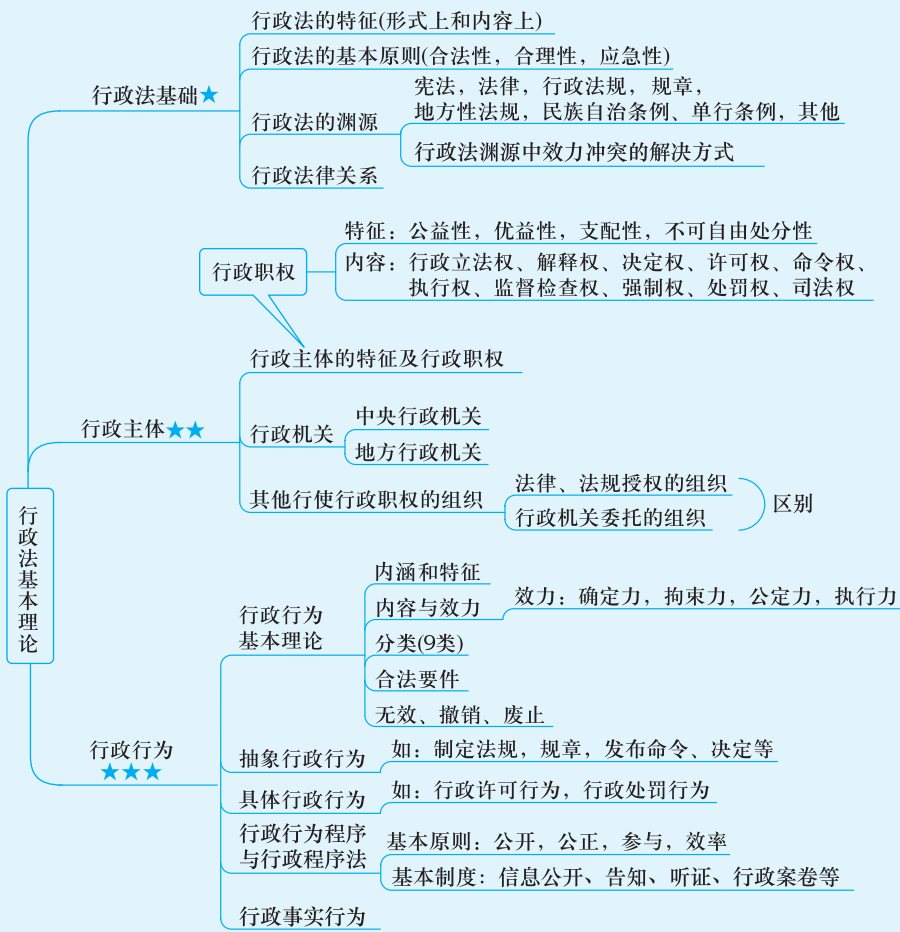 行政法基本理论
行政法基础★
行政法的特征(形式上和内容上)
行政法的基本原则(合法性，合理性，应急性)
行政法的渊源
宪法，法律，行政法规，规章，
地方性法规，民族自治条例、单行条例，其他
行政法渊源中效力冲突的解决方式
行政法律关系
行政职权
特征：公益性，优益性，支配性，不可自由处分性
内容：行政立法权、解释权、决定权、许可权、命令权、
执行权、监督检查权、强制权、处罚权、司法权
行政主体★★
行政主体的特征及行政职权
行政机关
中央行政机关
地方行政机关
其他行使行政职权的组织
法律、法规授权的组织
行政机关委托的组织
区别
行政行为
★★★
行政行为
基本理论
内涵和特征
内容与效力
效力：确定力，拘束力，公定力，执行力
分类(9类)
合法要件
无效、撤销、废止
抽象行政行为
如：制定法规，规章，发布命令、决定等
具体行政行为
如：行政许可行为，行政处罚行为
行政行为程序
与行政程序法
基本原则：公开，公正，参与，效率
基本制度：信息公开、告知、听证、行政案卷等
行政事实行为